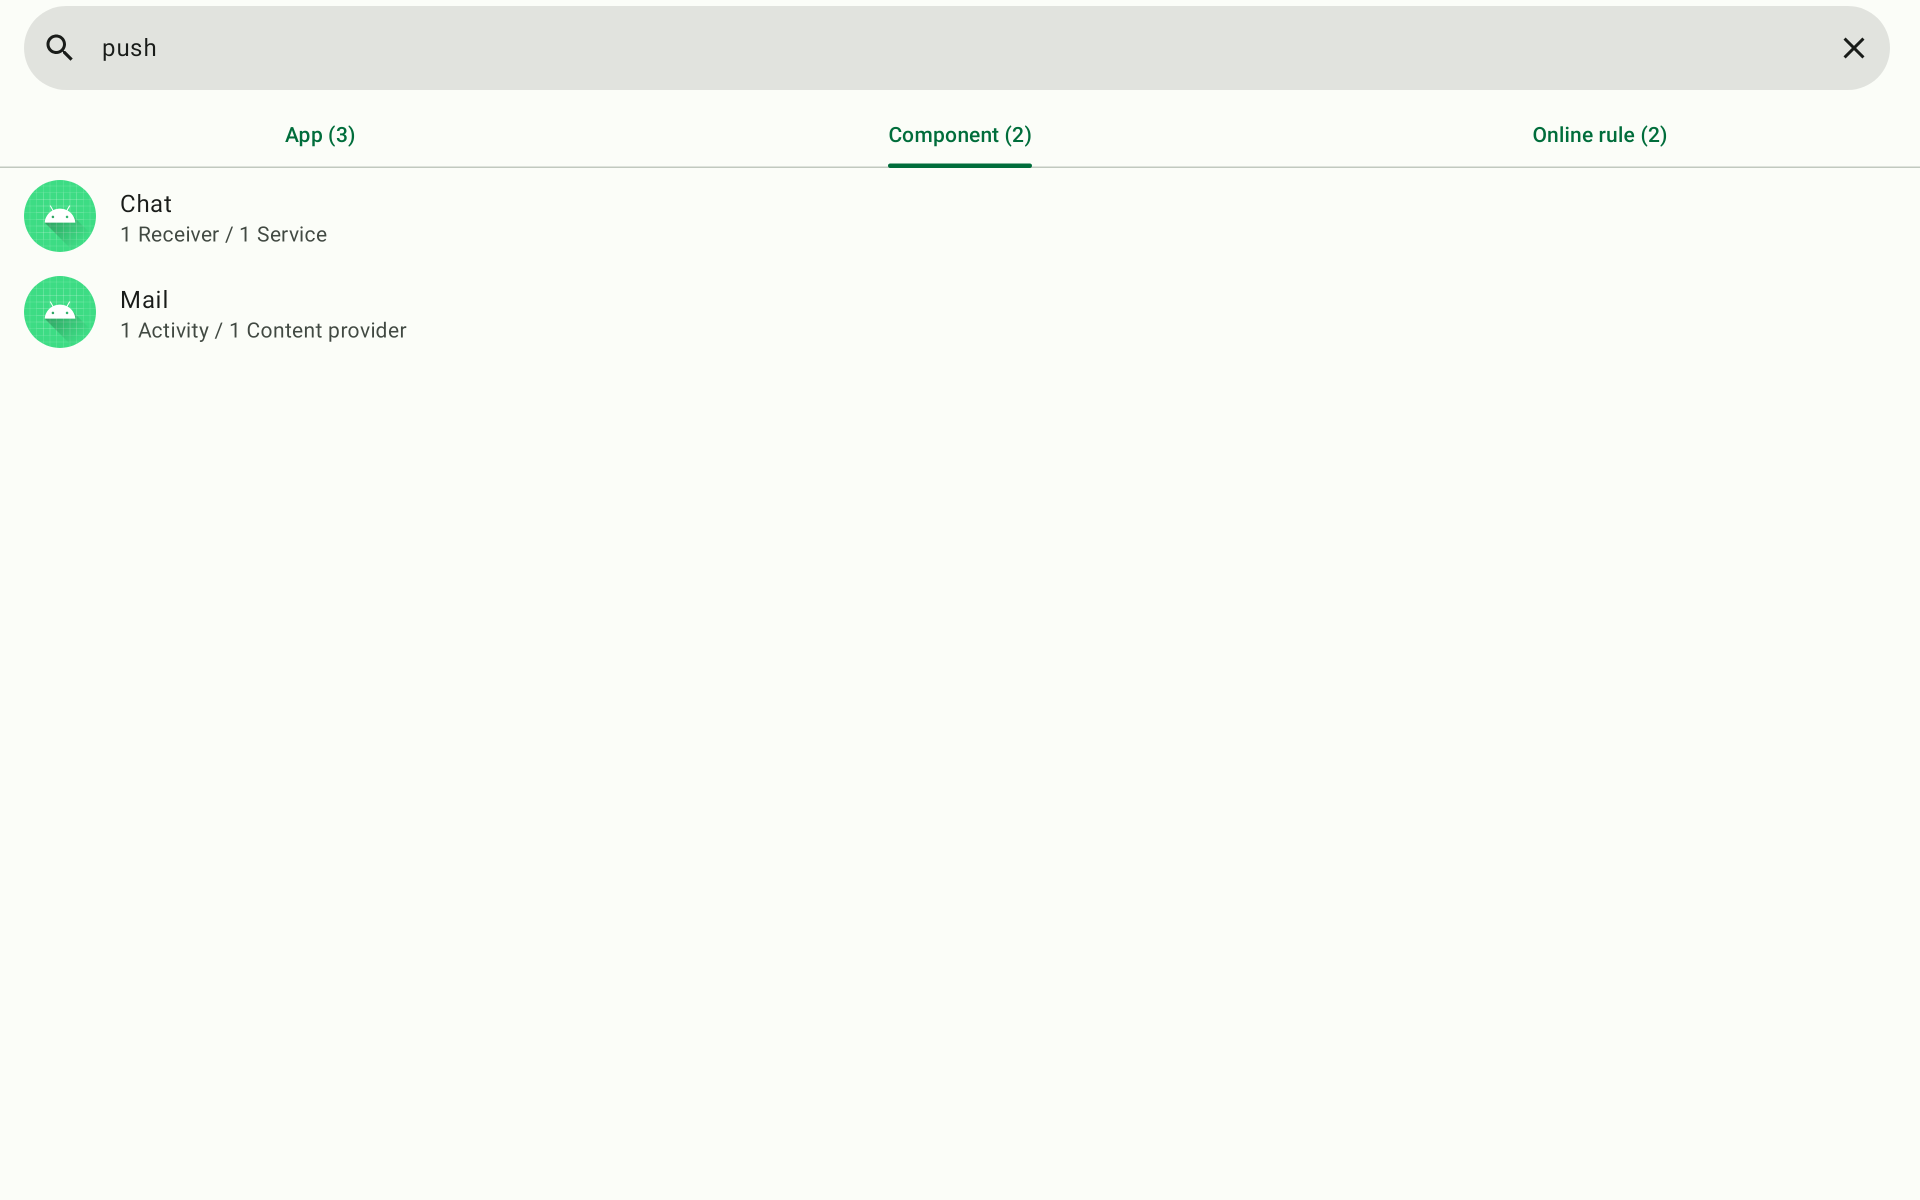 push
App (3)
Component (2)
Online rule (2)
Chat
1 Receiver / 1 Service
Mail
1 Activity / 1 Content provider